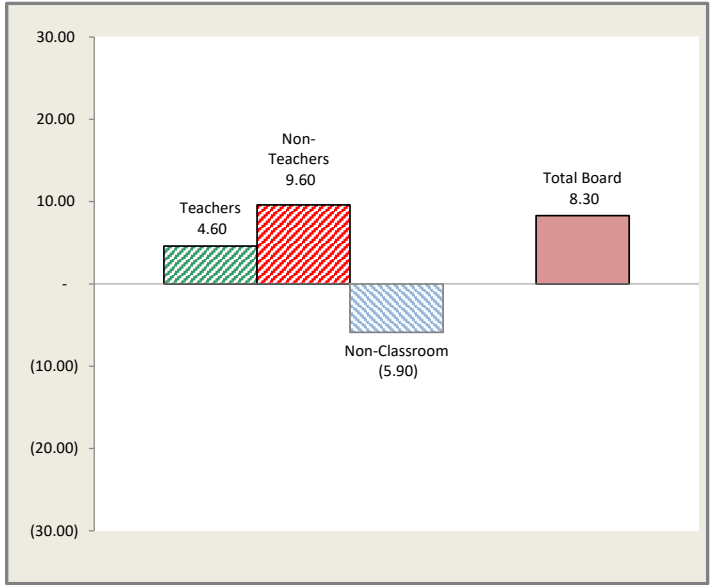 30.00
20.00
10.00
-
(10.00)
(20.00)
(30.00)
Teachers
4.60
Non-
Teachers
9.60
Non-Classroom
(5.90)
Total Board
8.30